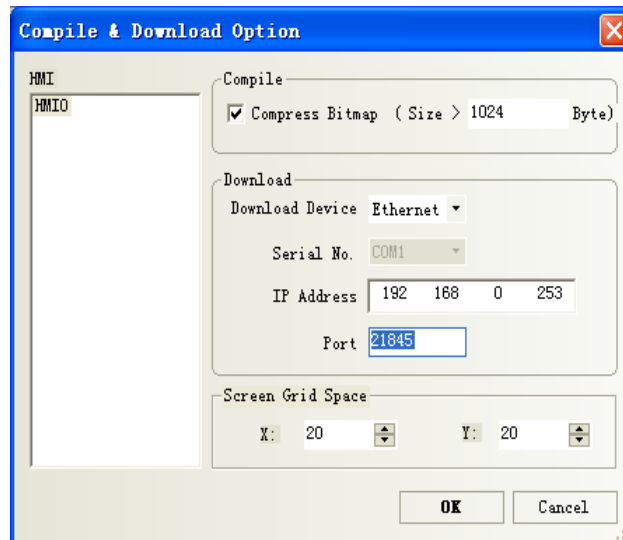 Compile & Download Option
HMI
HMI0
Compile
Compress Bitmap ( Size > 1024 Byte)
Download
Download Device Ethernet
Serial No. COM1
IP Address 192 168 0 253
Port 21845
Screen Grid Space
X: 20 Y: 20
OK Cancel